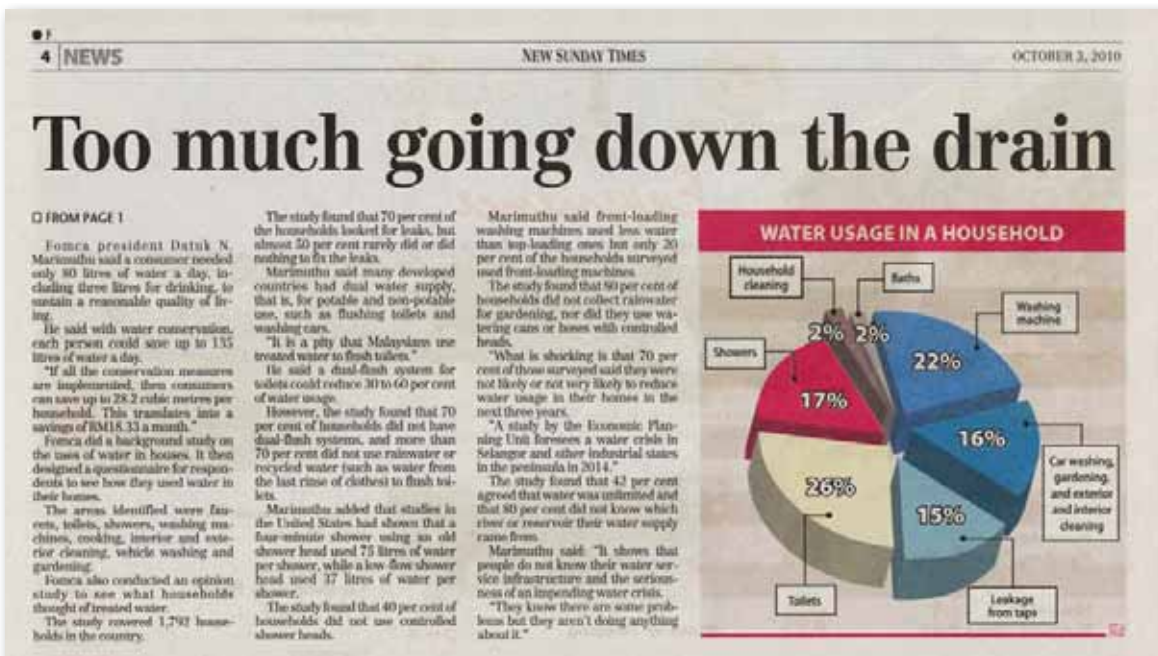 4 NEWS
NEW SUNDAY TIMES
OCTOBER 3, 2010
Too much going down the drain
FROM PAGE 1
Fomca president Datuk N.
Marimuthu said a consumer needed
only 80 litres of water a day, in-
cluding three litres for drinking, to
sustain a reasonable quality of liv-
ing.
He said with water conservation,
each person could save up to 135
litres of water a day.
"If all the conservation measures
are implemented, then consumers
can save up to 28.2 cubic metres per
household. This translates into a
savings of RM18.33 a month."
Fomca did a background study on
the uses of water in houses. It then
designed a questionnaire for respon-
dents to see how they used water in
their homes.
The areas identified were fau-
cets, toilets, showers, washing ma-
chines, cooking, interior and exte-
rior cleaning, vehicle washing and
gardening.
Fomca also conducted an opinion
study to see what households
thought of treated water.
The study covered 1,792 house-
holds in the country.
The study found that 70 per cent of
the households looked for leaks, but
almost 50 per cent rarely did or did
nothing to fix the leaks.
Marimuthu said many developed
countries had dual water supply,
that is, for potable and non-potable
use, such as flushing toilets and
washing cars.
"It is a pity that Malaysians use
treated water to flush toilets."
He said a dual-flush system for
toilets could reduce 30 to 60 per cent
of water usage.
However, the study found that 70
per cent of households did not have
dual-flush systems, and more than
70 per cent did not use rainwater or
recycled water (such as water from
the last rinse of clothes) to flush toi-
lets.
Marimuthu added that studies in
the United States had shown that a
four-minute shower using an old
shower head used 75 litres of water
per shower, while a low-flow shower
head used 37 litres of water per
shower.
The study found that 40 per cent of
households did not use controlled
shower heads.
Marimuthu said front-loading
washing machines used less water
than top-loading ones but only 20
per cent of the households surveyed
used front-loading machines.
The study found that 80 per cent of
households did not collect rainwater
for gardening, nor did they use wa-
tering cans or hoses with controlled
heads.
"What is shocking is that 70 per
cent of those surveyed said they were
not likely or not very likely to reduce
water usage in their homes in the
next three years.
"A study by the Economic Plan-
ning Unit foresees a water crisis in
Selangor and other industrial states
in the peninsula in 2014."
The study found that 42 per cent
agreed that water was unlimited and
that 80 per cent did not know which
river or reservoir their water supply
came from.
Marimuthu said: "It shows that
people do not know their water ser-
vice infrastructure and the serious-
ness of an impending water crisis.
"They know there are some prob-
lems but they aren't doing anything
about it."
WATER USAGE IN A HOUSEHOLD
Household
cleaning
2%
Baths
2%
Washing
machine
22%
Showers
17%
16%
Car washing,
gardening,
and exterior
and interior
cleaning
26%
Toilets
15%
Leakage
from taps